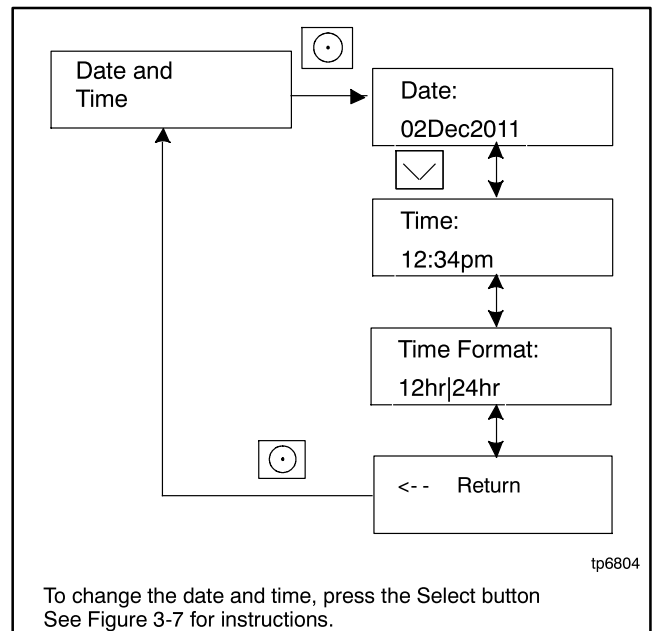 Date and
Time
Date:
02Dec2011
Time:
12:34pm
Time Format:
12hr|24hr
<-- Return
tp6804
To change the date and time, press the Select button
See Figure 3-7 for instructions.